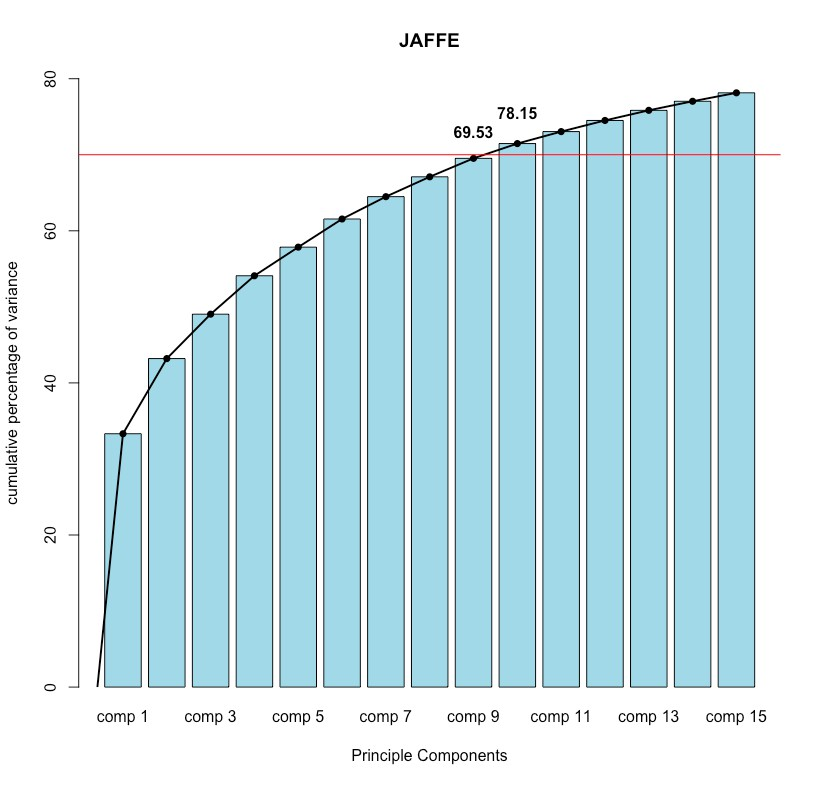 JAFFE
80
60
40
20
0
cumulative percentage of variance
78.15
69.53
comp 1 comp 3 comp 5 comp 7 comp 9 comp 11 comp 13 comp 15
Principle Components